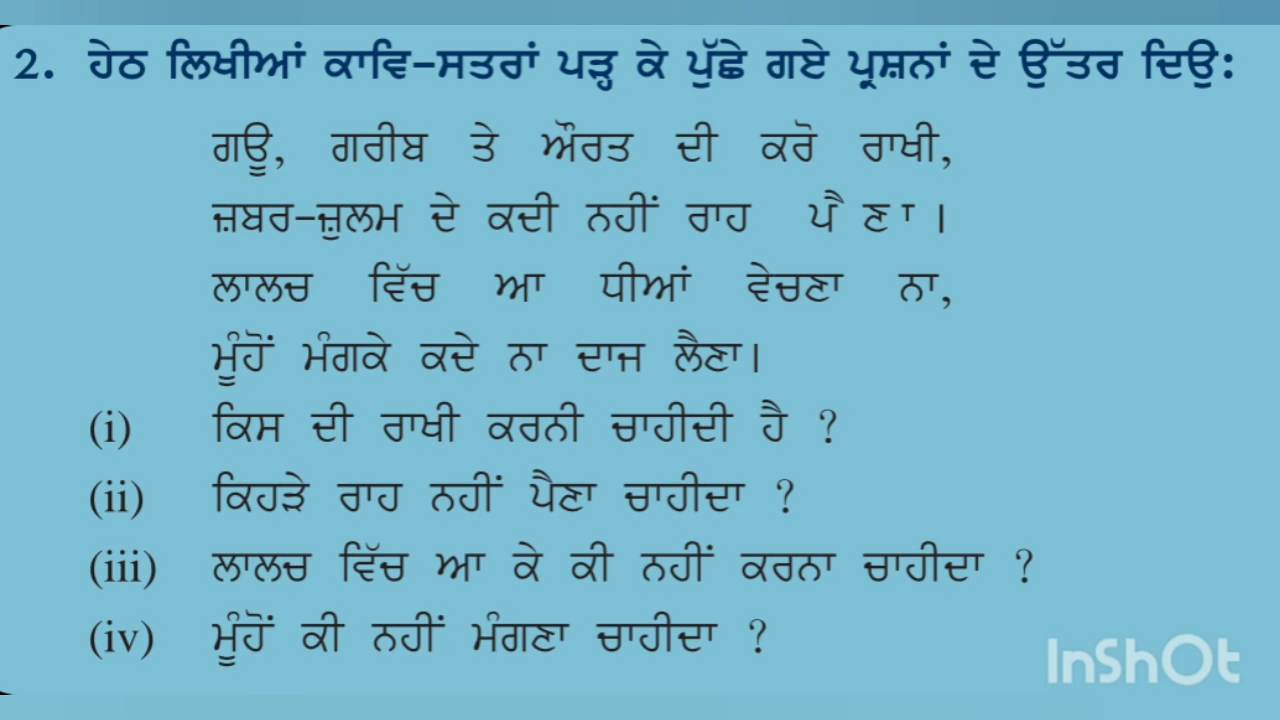 2. ਹੇਠ ਲਿਖੀਆਂ ਕਾਵਿ-ਸਤਰਾਂ ਪੜ੍ਹ ਕੇ ਪੁੱਛੇ ਗਏ ਪ੍ਰਸ਼ਨਾਂ ਦੇ ਉੱਤਰ ਦਿਉ:
ਗਊ, ਗਰੀਬ ਤੇ ਔਰਤ ਦੀ ਕਰੋ ਰਾਖੀ,
ਜ਼ਬਰ-ਜ਼ੁਲਮ ਦੇ ਕਦੀ ਨਹੀਂ ਰਾਹ ਪੈਣਾ।
ਲਾਲਚ ਵਿੱਚ ਆ ਧੀਆਂ ਵੇਚਣਾ ਨਾ,
ਮੂੰਹੋਂ ਮੰਗਕੇ ਕਦੇ ਨਾ ਦਾਜ ਲੈਣਾ।
(i) ਕਿਸ ਦੀ ਰਾਖੀ ਕਰਨੀ ਚਾਹੀਦੀ ਹੈ ?
(ii) ਕਿਹੜੇ ਰਾਹ ਨਹੀਂ ਪੈਣਾ ਚਾਹੀਦਾ ?
(iii) ਲਾਲਚ ਵਿੱਚ ਆ ਕੇ ਕੀ ਨਹੀਂ ਕਰਨਾ ਚਾਹੀਦਾ ?
(iv) ਮੂੰਹੋਂ ਕੀ ਨਹੀਂ ਮੰਗਣਾ ਚਾਹੀਦਾ ?
InShOt